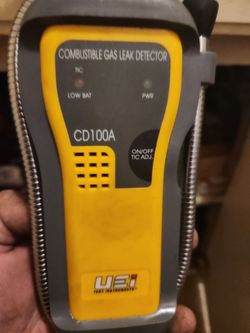 COMBUSTIBLE GAS LEAK DETECTOR
TIC
LOW BAT PWR
CD100A
ON/OFF
TIC ADJ.
UEi
TEST INSTRUMENTS